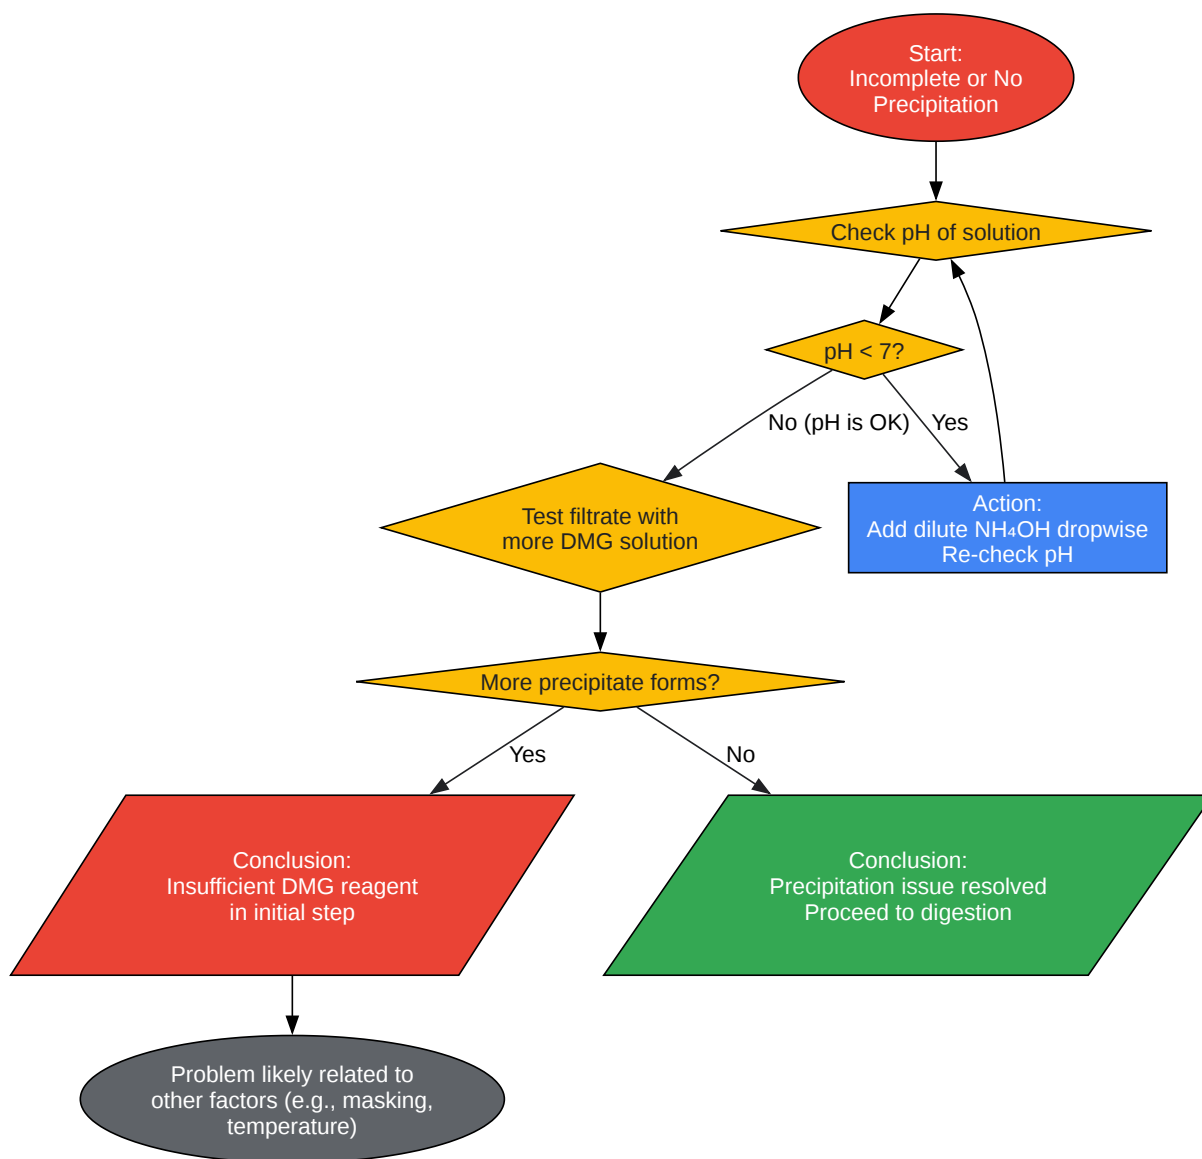 Start:
Incomplete or No
Precipitation
Check pH of solution
pH < 7?
No (pH is OK)
Yes
Action:
Add dilute NH₄OH dropwise
Re-check pH
Test filtrate with
more DMG solution
More precipitate forms?
Yes
No
Conclusion:
Insufficient DMG reagent
in initial step
Conclusion:
Precipitation issue resolved
Proceed to digestion
Problem likely related to
other factors (e.g., masking,
temperature)